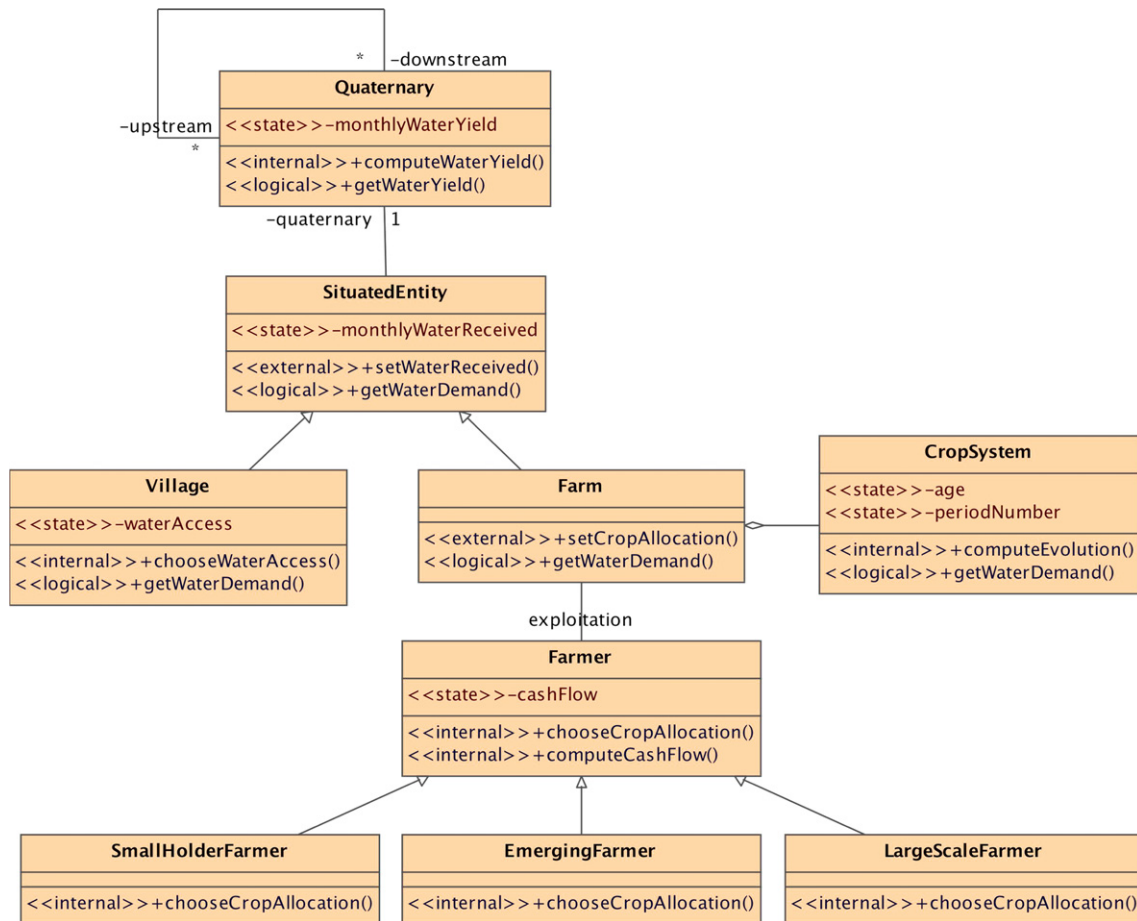 *
-downstream
Quaternary
<<state>>-monthlyWaterYield
-upstream
*
<<internal>>+computeWaterYield()
<<logical>>+getWaterYield()
-quaternary 1
SituatedEntity
<<state>>-monthlyWaterReceived
<<external>>+setWaterReceived()
<<logical>>+getWaterDemand()
Village
<<state>>-waterAccess
<<internal>>+chooseWaterAccess()
<<logical>>+getWaterDemand()
Farm
<<external>>+setCropAllocation()
<<logical>>+getWaterDemand()
CropSystem
<<state>>-age
<<state>>-periodNumber
<<internal>>+computeEvolution()
<<logical>>+getWaterDemand()
exploitation
Farmer
<<state>>-cashFlow
<<internal>>+chooseCropAllocation()
<<internal>>+computeCashFlow()
SmallHolderFarmer
<<internal>>+chooseCropAllocation()
EmergingFarmer
<<internal>>+chooseCropAllocation()
LargeScaleFarmer
<<internal>>+chooseCropAllocation()